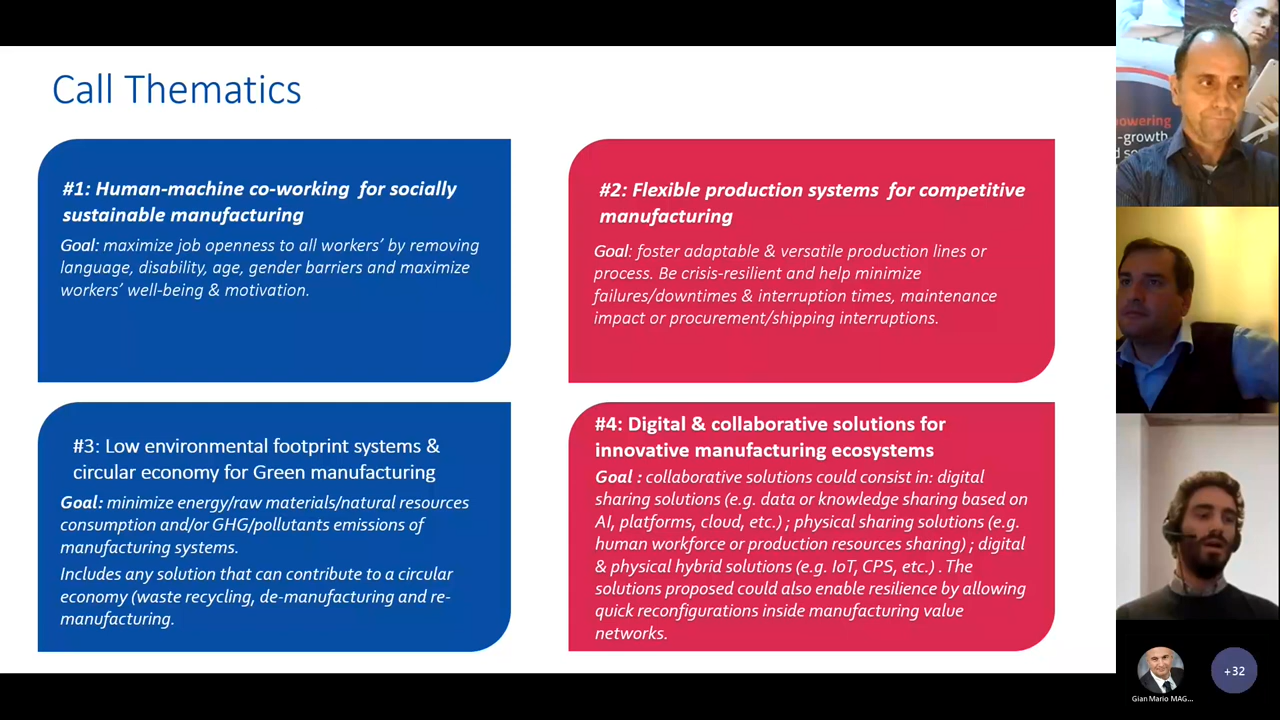 Call Thematics
#1: Human-machine co-working for socially
sustainable manufacturing
Goal: maximize job openness to all workers' by removing
language, disability, age, gender barriers and maximize
workers' well-being & motivation.
#2: Flexible production systems for competitive
manufacturing
Goal: foster adaptable & versatile production lines or
process. Be crisis-resilient and help minimize
failures/downtimes & interruption times, maintenance
impact or procurement/shipping interruptions.
#3: Low environmental footprint systems &
circular economy for Green manufacturing
Goal: minimize energy/raw materials/natural resources
consumption and/or GHG/pollutants emissions of
manufacturing systems.
Includes any solution that can contribute to a circular
economy (waste recycling, de-manufacturing and re-
manufacturing.
#4: Digital & collaborative solutions for
innovative manufacturing ecosystems
Goal : collaborative solutions could consist in: digital
sharing solutions (e.g. data or knowledge sharing based on
AI, platforms, cloud, etc.) ; physical sharing solutions (e.g.
human workforce or production resources sharing) ; digital
& physical hybrid solutions (e.g. IoT, CPS, etc.) . The
solutions proposed could also enable resilience by allowing
quick reconfigurations inside manufacturing value
networks.
-growth
Gian Mario MAG...
+32